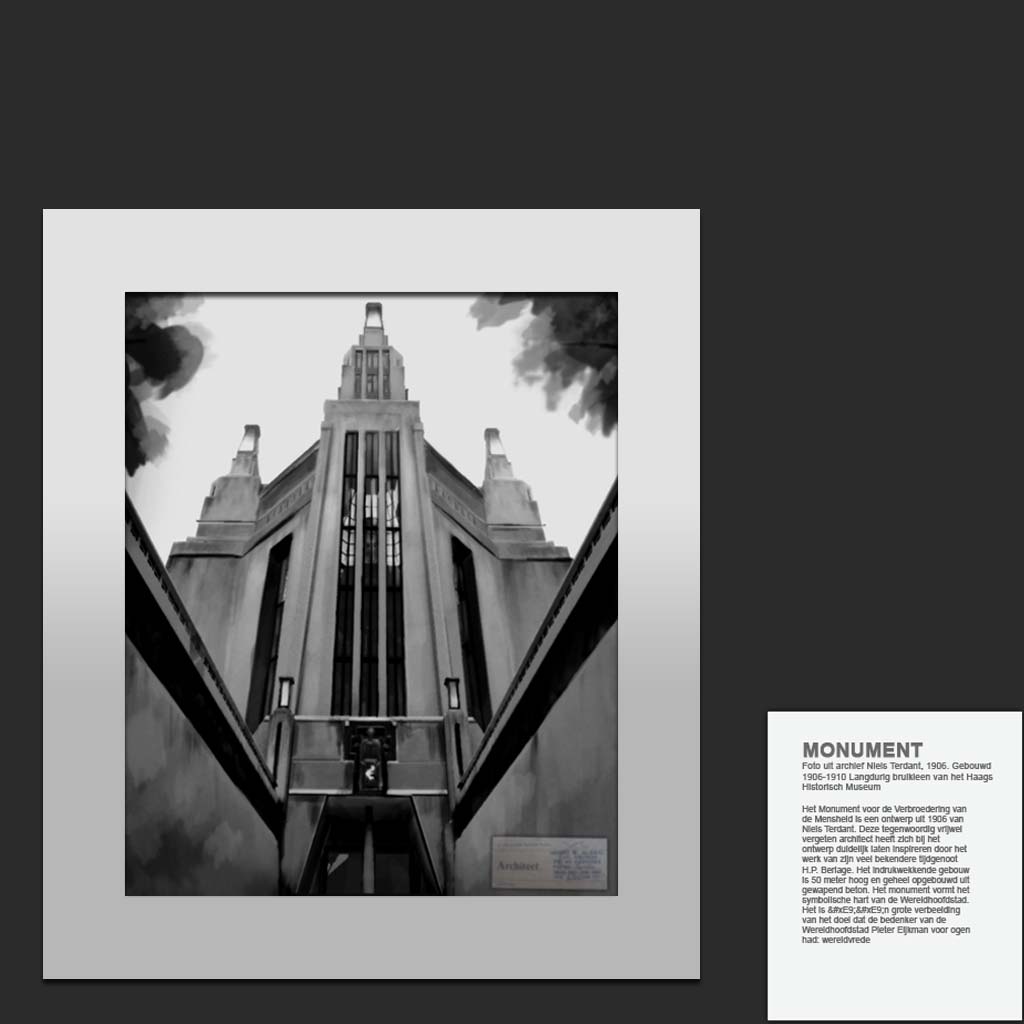 Architect
MONUMENT
Foto uit archief Niels Terdant, 1906. Gebouwd
1906-1910 Langdurig bruikleen van het Haags
Historisch Museum
Het Monument voor de Verbroedering van
de Mensheid is een ontwerp uit 1906 van
Niels Terdant. Deze tegenwoordig vrijwel
vergeten architect heeft zich bij het
ontwerp duidelijk laten inspireren door het
werk van zijn veel bekendere tijdgenoot
H.P. Berlage. Het indrukwekkende gebouw
is 50 meter hoog en geheel opgebouwd uit
gewapend beton. Het monument vormt het
symbolische hart van de Wereldhoofdstad.
Het is &#xE9;&#xE9;n grote verbeelding
van het doel dat de bedenker van de
Wereldhoofdstad Pieter Eijkman voor ogen
had: wereldvrede